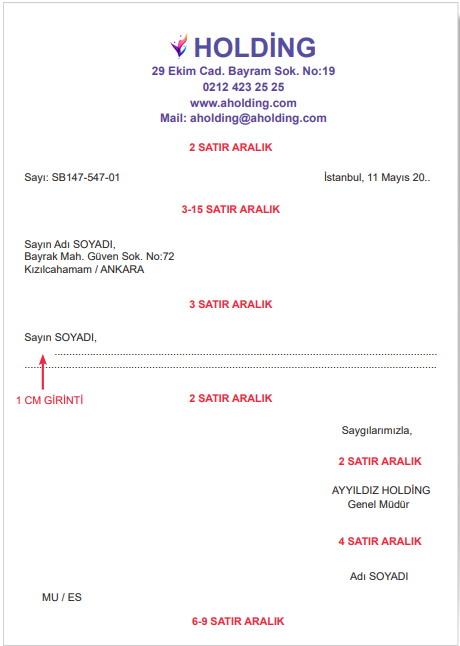 HOLDİNG
29 Ekim Cad. Bayram Sok. No:19
0212 423 25 25
www.aholding.com
Mail: aholding@aholding.com
2 SATIR ARALIK
Sayı: SB147-547-01 İstanbul, 11 Mayıs 20..
3-15 SATIR ARALIK
Sayın Adı SOYADI,
Bayrak Mah. Güven Sok. No:72
Kızılcahamam / ANKARA
3 SATIR ARALIK
Sayın SOYADI,
1 CM GİRİNTİ
2 SATIR ARALIK
Saygılarımızla,
2 SATIR ARALIK
AYYILDIZ HOLDİNG
Genel Müdür
4 SATIR ARALIK
Adı SOYADI
MU / ES
6-9 SATIR ARALIK